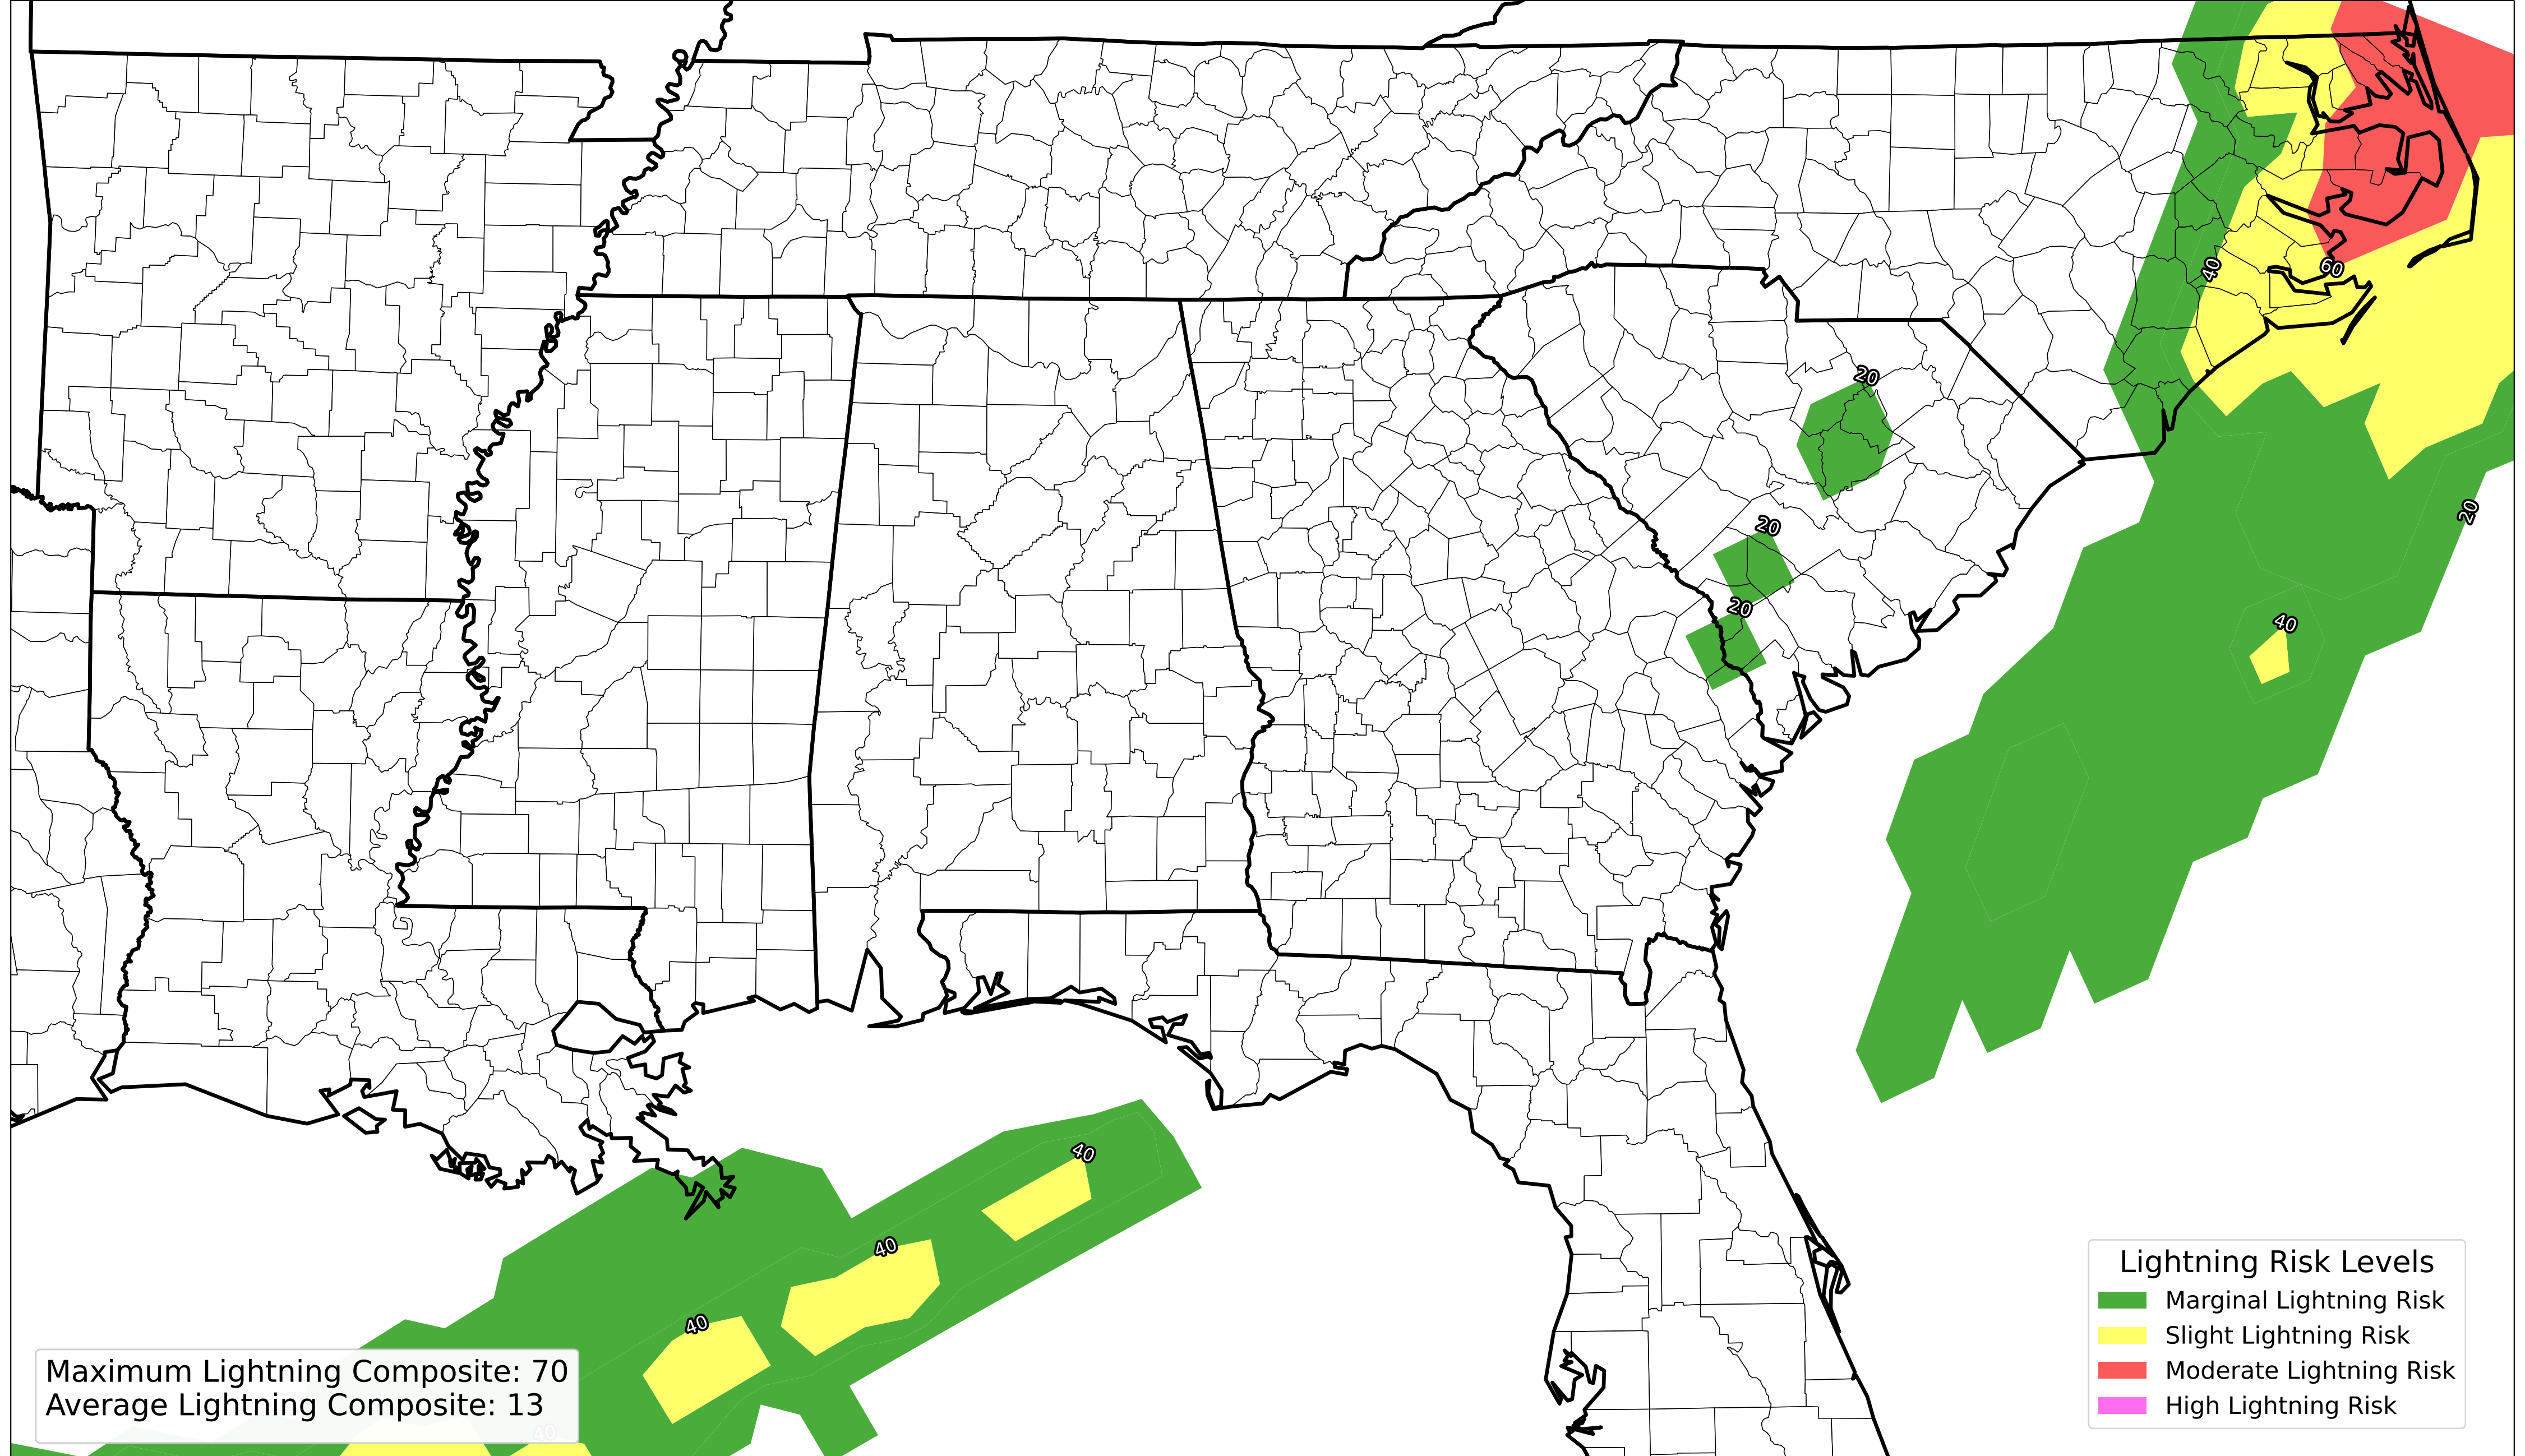 40
60
20
20
20
20
40
40
40
40
40
Maximum Lightning Composite: 70
Average Lightning Composite: 13
Lightning Risk Levels
Marginal Lightning Risk
Slight Lightning Risk
Moderate Lightning Risk
High Lightning Risk